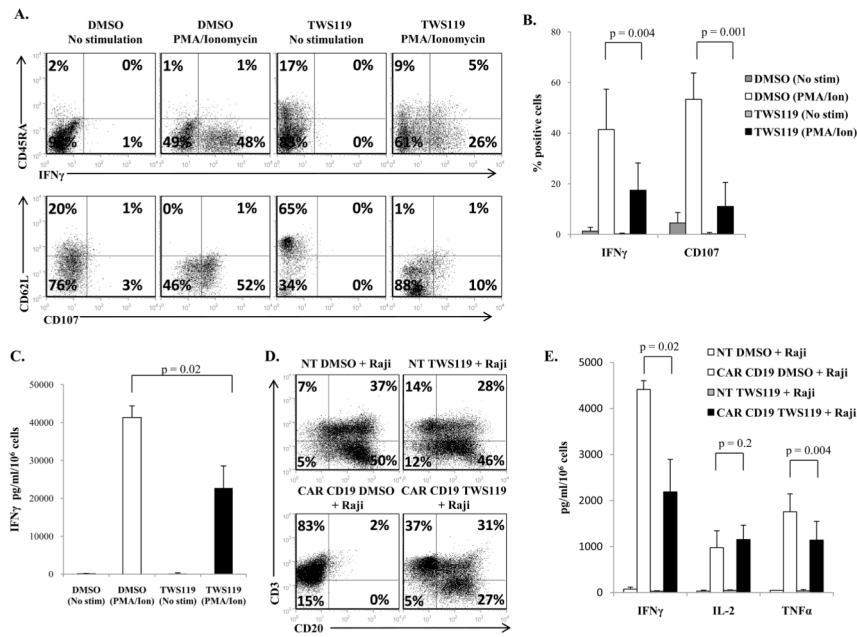 A.
DMSO
No stimulation
DMSO
PMA/Ionomycin
TWS119
No stimulation
TWS119
PMA/Ionomycin
CD45RA
2% 0%
1%
1% 1%
49% 48%
17% 0%
0%
9% 5%
61% 26%
IFNγ
CD62L
20% 1%
76% 3%
0% 1%
46% 52%
65% 0%
34% 0%
1% 1%
88% 10%
CD107
B.
p = 0.004
p = 0.001
% positive cells
80
60
40
20
0
IFNγ CD107
DMSO (No stim)
DMSO (PMA/Ion)
TWS119 (No stim)
TWS119 (PMA/Ion)
C.
p = 0.02
IFNγ pg/ml/10⁶ cells
50000
40000
30000
20000
10000
0
DMSO
(No stim)
DMSO
(PMA/Ion)
TWS119
(No stim)
TWS119
(PMA/Ion)
D.
NT DMSO + Raji
NT TWS119 + Raji
7% 37%
5% 50%
14% 28%
12% 46%
CAR CD19 DMSO
+ Raji
CAR CD19 TWS119
+ Raji
83% 2%
15% 0%
37% 31%
5% 27%
CD3
CD20
E.
NT DMSO + Raji
CAR CD19 DMSO + Raji
NT TWS119 + Raji
CAR CD19 TWS119 + Raji
p = 0.02
p = 0.2
p = 0.004
pg/ml/10⁶ cells
5000
4000
3000
2000
1000
0
IFNγ IL-2 TNFα